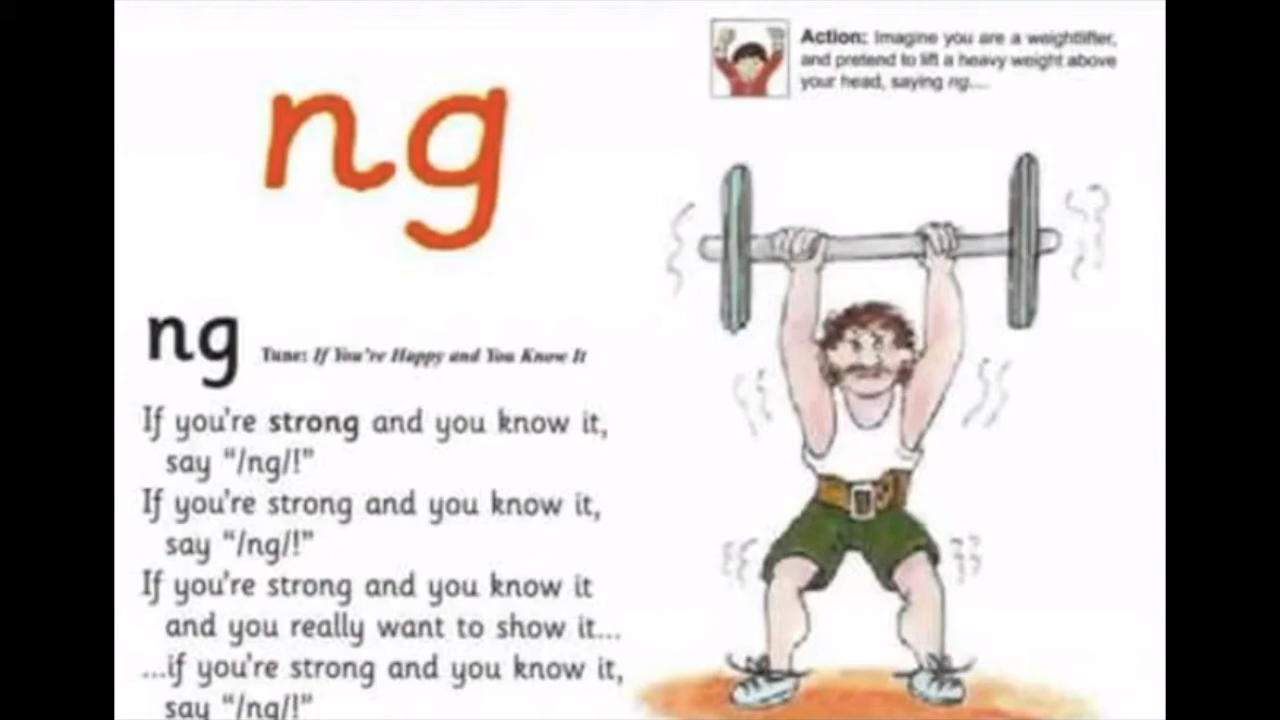 ng
Action: Imagine you are a weightlifter,
and pretend to lift a heavy weight above
your head, saying ng....
ng Tune: If You're Happy and You Know It
If you're strong and you know it,
say “/ng/!”
If you're strong and you know it,
say “/ng/!”
If you're strong and you know it
and you really want to show it...
...if you're strong and you know it,
say “/ng/!”